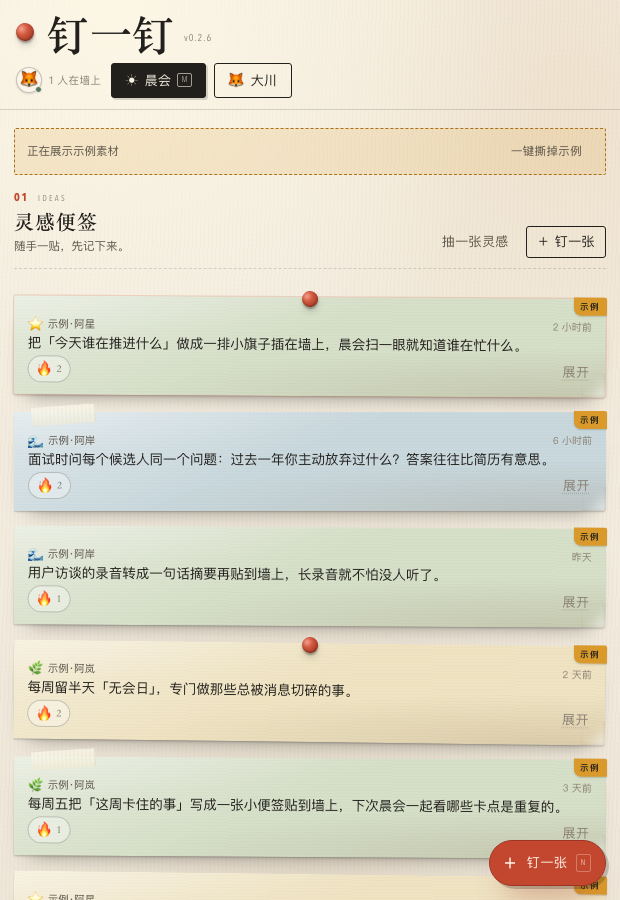 钉一钉 v0.2.6
1 人在墙上 晨会 M 大川
正在展示示例素材 一键撕掉示例
01 IDEAS
灵感便签
随手一贴，先记下来。 抽一张灵感 + 钉一张
示例
示例·阿星 2 小时前
把「今天谁在推进什么」做成一排小旗子插在墙上，晨会扫一眼就知道谁在忙什么。
2 展开
示例
示例·阿岸 6 小时前
面试时问每个候选人同一个问题：过去一年你主动放弃过什么？答案往往比简历有意思。
2 展开
示例
示例·阿岸 昨天
用户访谈的录音转成一句话摘要再贴到墙上，长录音就不怕没人听了。
1 展开
示例
示例·阿岚 2 天前
每周留半天「无会日」，专门做那些总被消息切碎的事。
2 展开
示例
示例·阿岚 3 天前
每周五把「这周卡住的事」写成一张小便签贴到墙上，下次晨会一起看哪些卡点是重复的。
1 展开
+ 钉一张 N
示例
示例·阿星